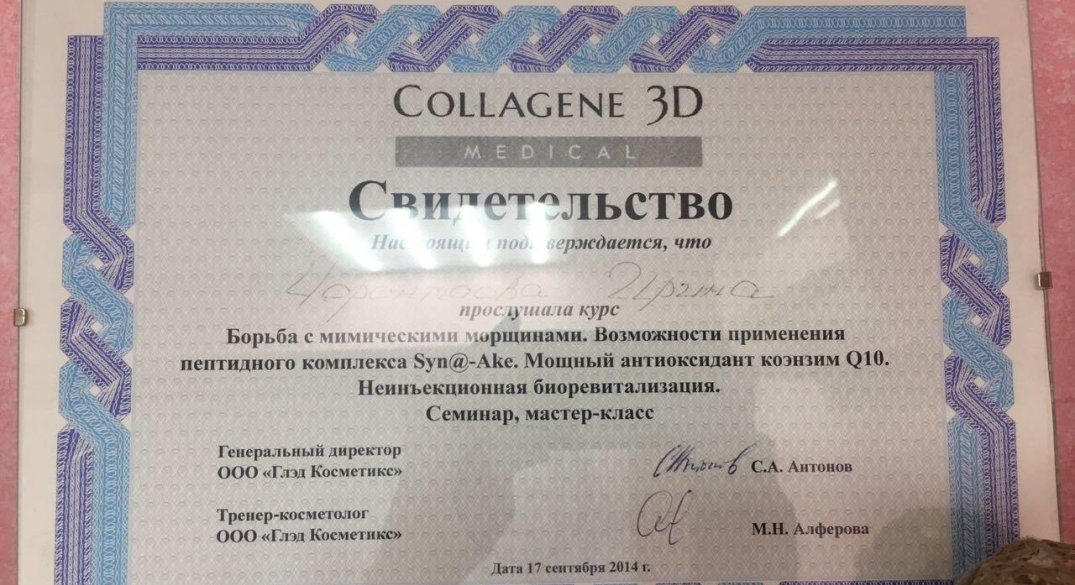 COLLAGENE 3D
MEDICAL
Свидетельство
Настоящим подтверждается, что
Ирина
прослушала курс
Борьба с мимическими морщинами. Возможности применения
пептидного комплекса Syn@-Ake. Мощный антиоксидант коэнзим Q10.
Неинъекционная биоревитализация.
Семинар, мастер-класс
Генеральный директор
ООО «Глэд Косметикс»
С.А. Антонов
Тренер-косметолог
ООО «Глэд Косметикс»
М.Н. Алферова
Дата 17 сентября 2014 г.